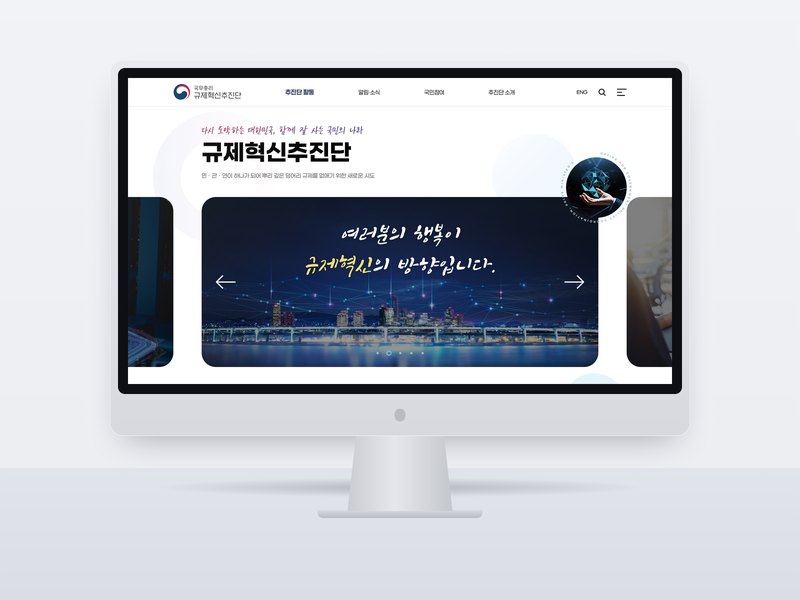 국무총리
규제혁신추진단
추진단 활동
알림·소식
국민참여
추진단 소개
ENG
다시 도약하는 대한민국, 함께 잘 사는 국민의 나라
규제혁신추진단
민·관·연이 하나가 되어 뿌리 깊은 덩어리 규제를 없애기 위한 새로운 시도
여러분의 행복이
규제혁신의 방향입니다.